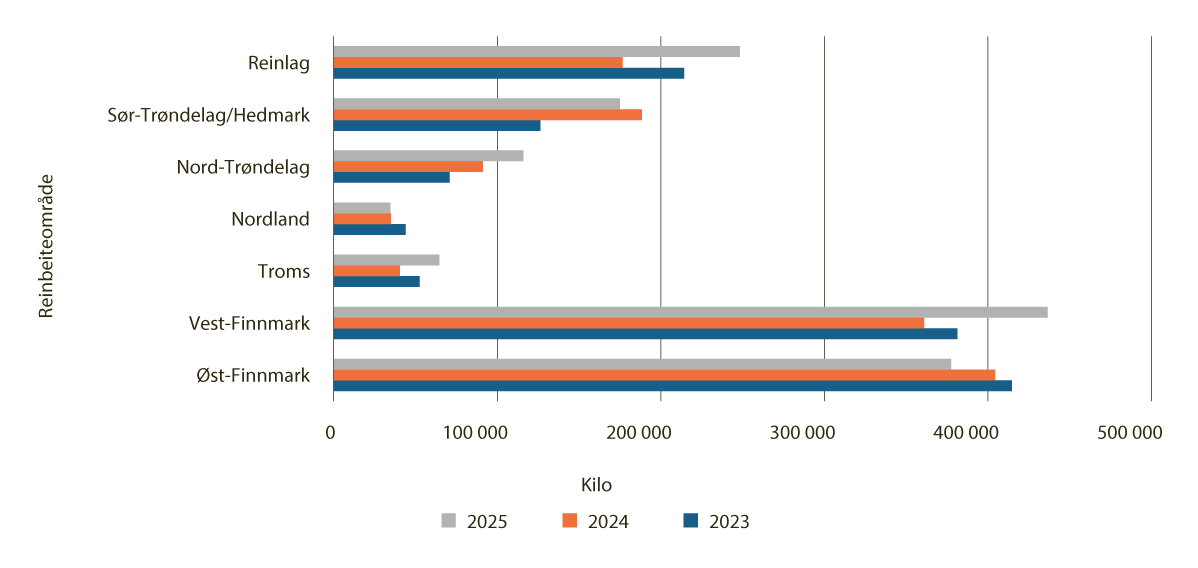 Reinbeiteområde
Reinlag
Sør-Trøndelag/Hedmark
Nord-Trøndelag
Nordland
Troms
Vest-Finnmark
Øst-Finnmark
0 100 000 200 000 300 000 400 000 500 000
Kilo
2025 2024 2023